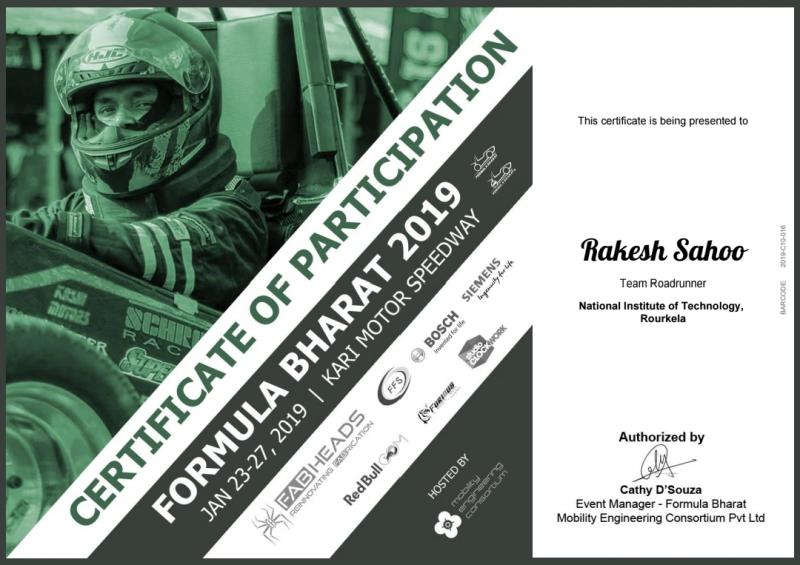 HJC
CERTIFICATE OF PARTICIPATION
FORMULA BHARAT 2019
JAN 23-27, 2019 | KARI MOTOR SPEEDWAY
SIEMENS
Ingenuity for life
BOSCH
Invented for life
studio
CLOCKWORK
FFS
FURIOUS
FABHEADS
REINNOVATING FABRICATION
Red Bull
HOSTED BY
mobility
engineering
consortium
This certificate is being presented to
Rakesh Sahoo
Team Roadrunner
National Institute of Technology,
Rourkela
BARCODE 2019-C10-016
Authorized by
Cathy D'Souza
Event Manager - Formula Bharat
Mobility Engineering Consortium Pvt Ltd